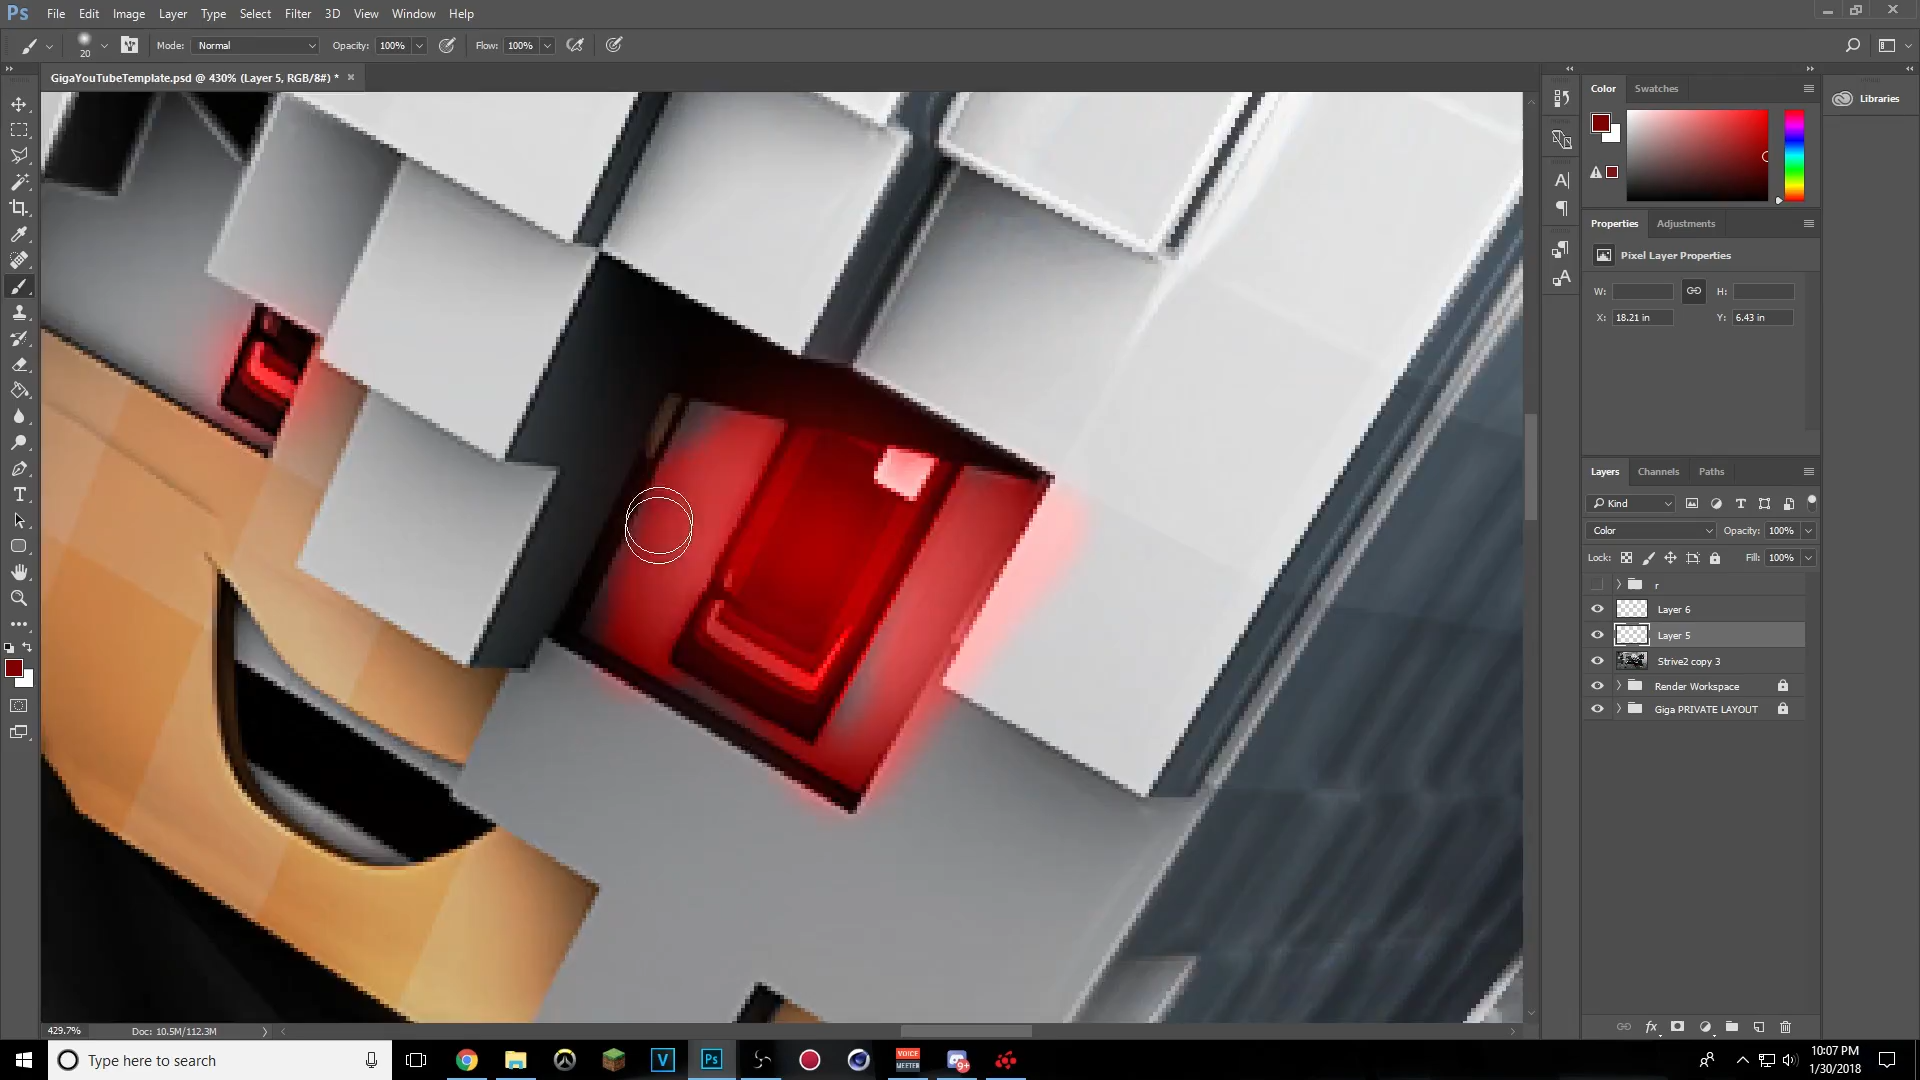 Ps File Edit Image Layer Type Select Filter 3D View Window Help
20 Mode: Normal Opacity: 100% Flow: 100%
GigaYouTubeTemplate.psd @ 430% (Layer 5, RGB/8#) * ×
Color Swatches
Libraries
Properties Adjustments
Pixel Layer Properties
W: H:
X: 18.21 in Y: 6.43 in
Layers Channels Paths
Kind
Color Opacity: 100%
Lock: Fill: 100%
r
Layer 6
Layer 5
Strive2 copy 3
Render Workspace
Giga PRIVATE LAYOUT
429.7% Doc: 10.5M/112.3M
Type here to search
V
Ps
VOICE
MEETER
9+
10:07 PM
1/30/2018